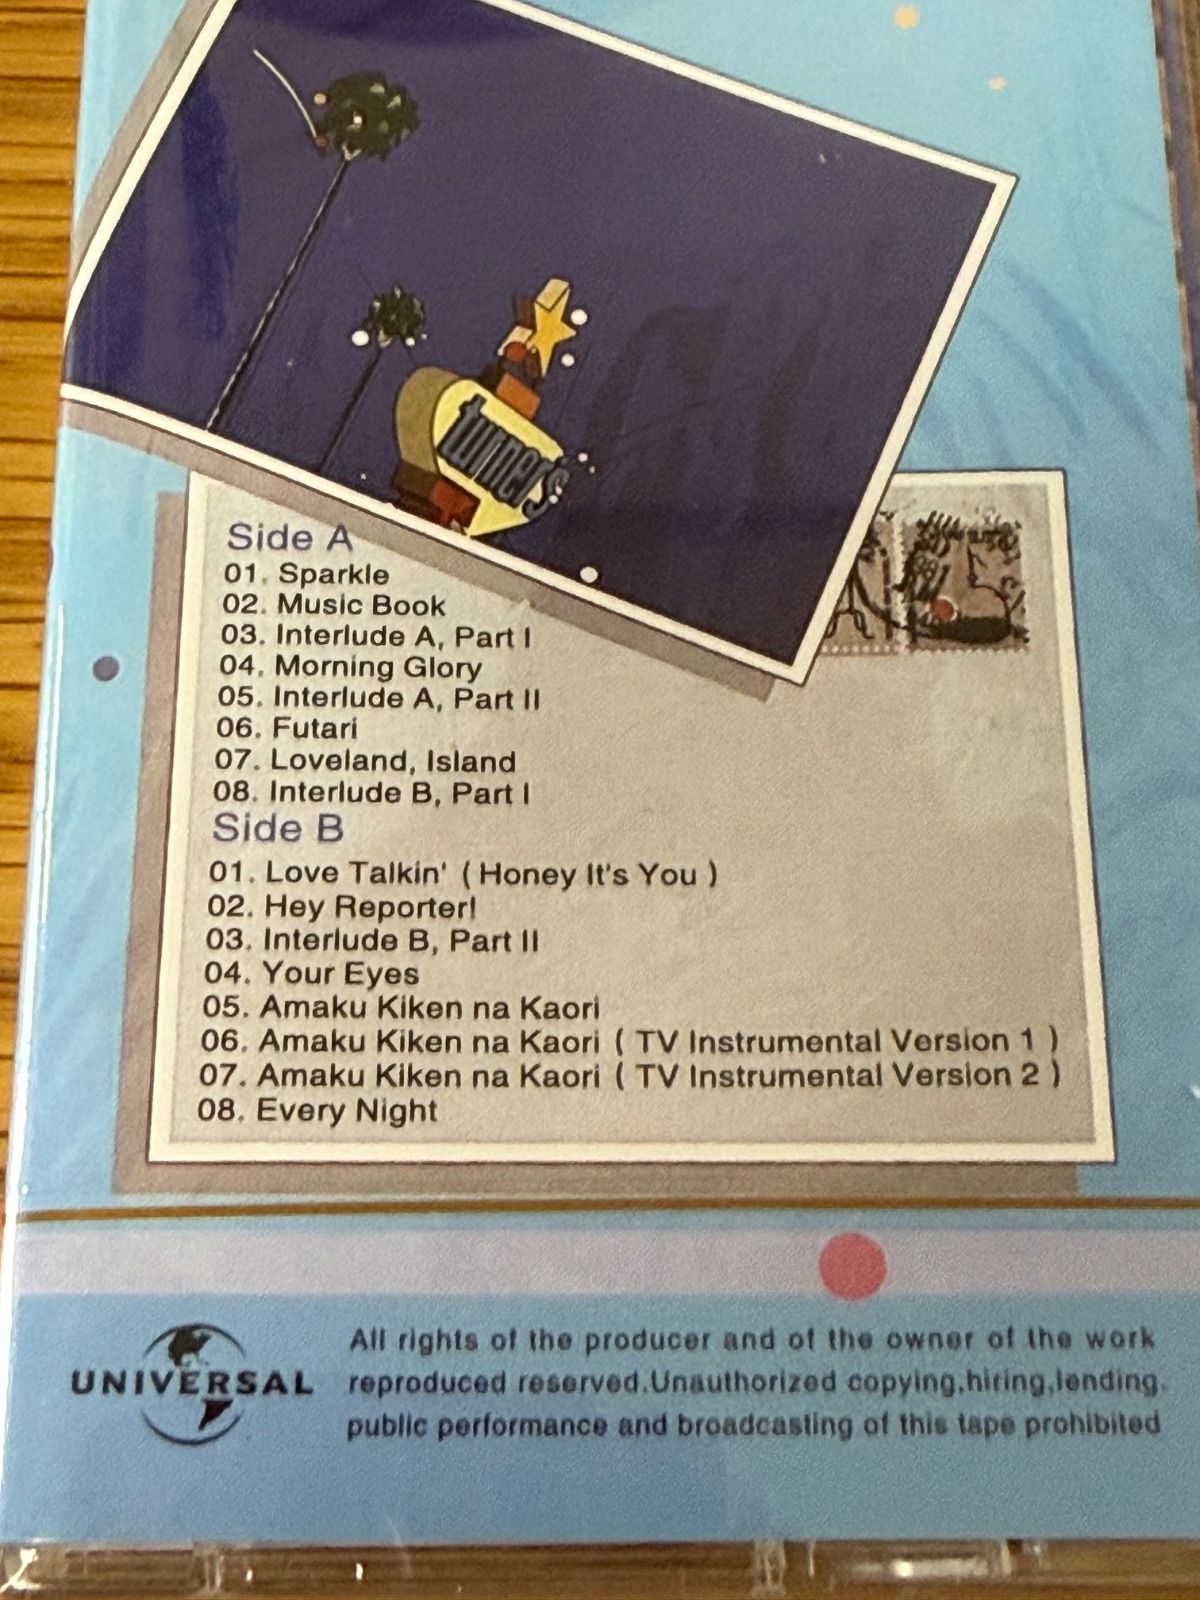 Turner's
Side A
01. Sparkle
02. Music Book
03. Interlude A, Part I
04. Morning Glory
05. Interlude A, Part II
06. Futari
07. Loveland, Island
08. Interlude B, Part I
Side B
01. Love Talkin' ( Honey It's You )
02. Hey Reporter!
03. Interlude B, Part II
04. Your Eyes
05. Amaku Kiken na Kaori
06. Amaku Kiken na Kaori ( TV Instrumental Version 1 )
07. Amaku Kiken na Kaori ( TV Instrumental Version 2 )
08. Every Night
UNIVERSAL
All rights of the producer and of the owner of the work
reproduced reserved.Unauthorized copying,hiring,lending.
public performance and broadcasting of this tape prohibited